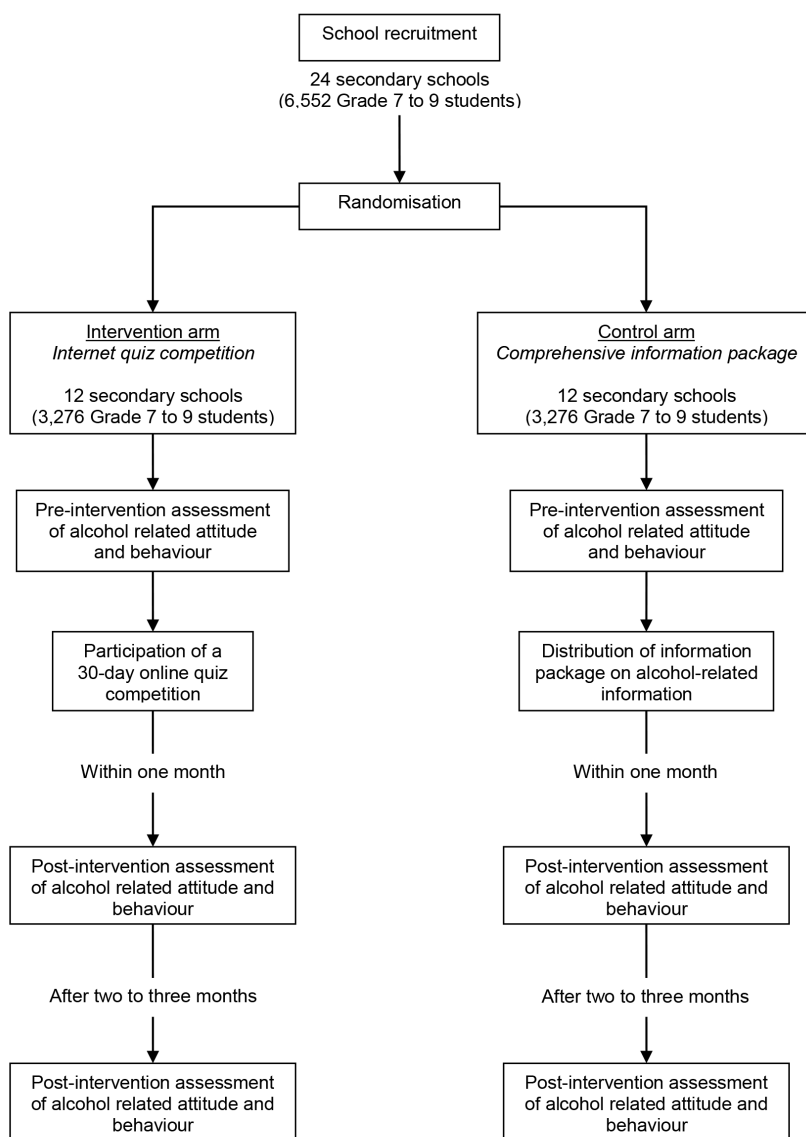 School recruitment
24 secondary schools
(6,552 Grade 7 to 9 students)
Randomisation
Intervention arm
Internet quiz competition
12 secondary schools
(3,276 Grade 7 to 9 students)
Control arm
Comprehensive information package
12 secondary schools
(3,276 Grade 7 to 9 students)
Pre-intervention assessment
of alcohol related attitude
and behaviour
Pre-intervention assessment
of alcohol related attitude
and behaviour
Participation of a
30-day online quiz
competition
Distribution of information
package on alcohol-related
information
Within one month
Within one month
Post-intervention assessment
of alcohol related attitude and
behaviour
Post-intervention assessment
of alcohol related attitude and
behaviour
After two to three months
After two to three months
Post-intervention assessment
of alcohol related attitude and
behaviour
Post-intervention assessment
of alcohol related attitude and
behaviour